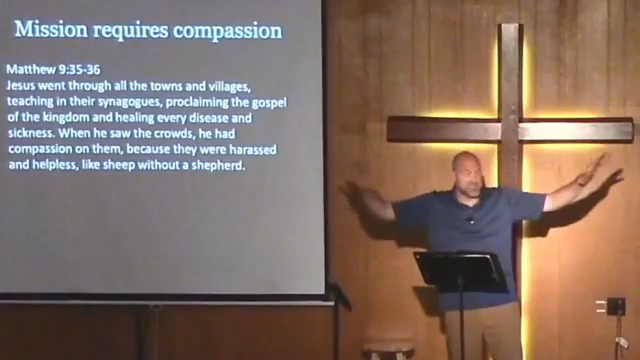 Mission requires compassion
Matthew 9:35-36
Jesus went through all the towns and villages,
teaching in their synagogues, proclaiming the gospel
of the kingdom and healing every disease and
sickness. When he saw the crowds, he had
compassion on them, because they were harassed
and helpless, like sheep without a shepherd.